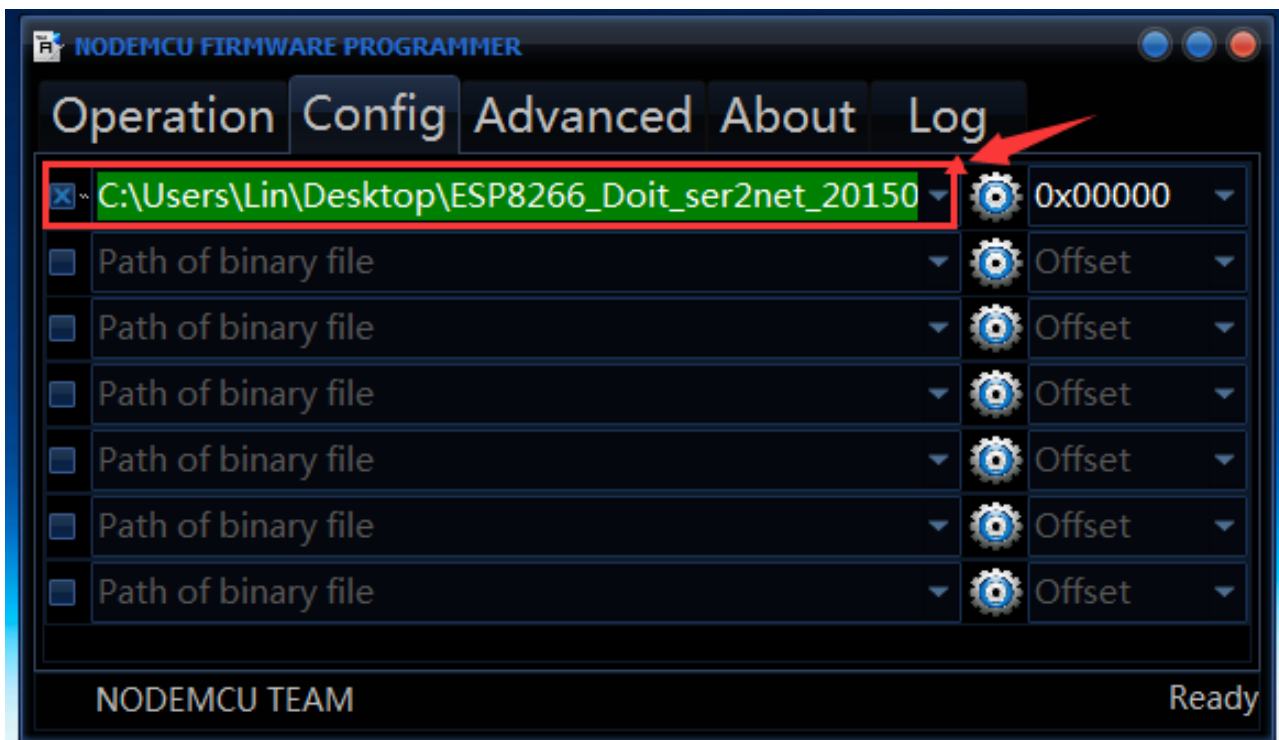 NODEMCU FIRMWARE PROGRAMMER
Operation Config Advanced About Log
C:\Users\Lin\Desktop\ESP8266_Doit_ser2net_20150 0x00000
Path of binary file Offset
Path of binary file Offset
Path of binary file Offset
Path of binary file Offset
Path of binary file Offset
Path of binary file Offset
NODEMCU TEAM Ready